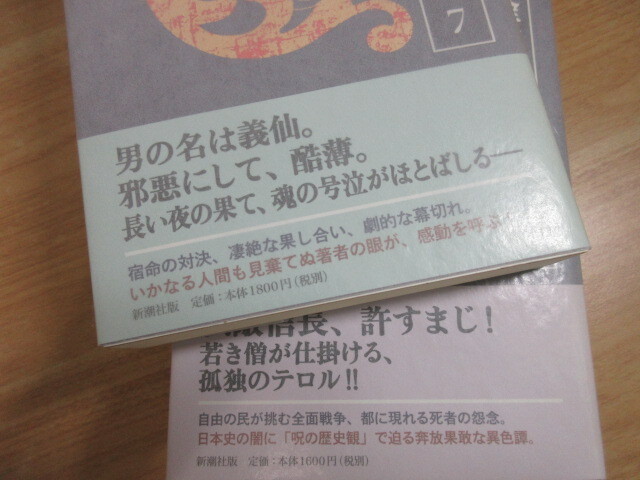 7
男の名は義仙。
邪悪にして、酷薄。
長い夜の果て、魂の号泣がほとばしる──
宿命の対決、凄絶な果し合い、劇的な幕切れ。
いかなる人間も見棄てぬ著者の眼が、感動を呼ぶ
新潮社版 定価:本体1800円(税別)
信長、許すまじ!
若き僧が仕掛ける、
孤独のテロル!!
自由の民が挑む全面戦争、都に現れる死者の怨念。
日本史の闇に「呪の歴史観」で迫る奔放果敢な異色譚。
新潮社版 定価:本体1600円(税別)